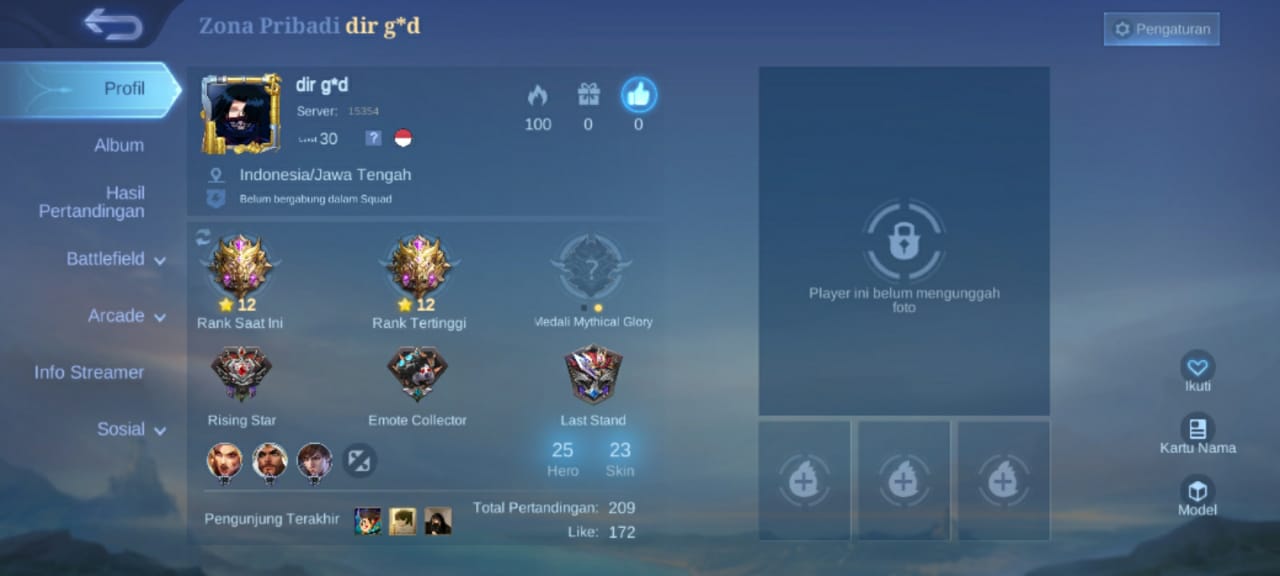 Zona Pribadi dir g*d
Pengaturan
Profil
Album
Hasil
Pertandingan
Battlefield
Arcade
Info Streamer
Sosial
dir g*d
Server: 15354
30
?
Indonesia/Jawa Tengah
Belum bergabung dalam Squad
100
0
0
12
12
?
Rank Saat Ini
Rank Tertinggi
Medali Mythical Glory
Rising Star
Emote Collector
Last Stand
25
23
Hero
Skin
Pengunjung Terakhir
Total Pertandingan: 209
Like: 172
Player ini belum mengunggah
foto
Ikuti
Kartu Nama
Model